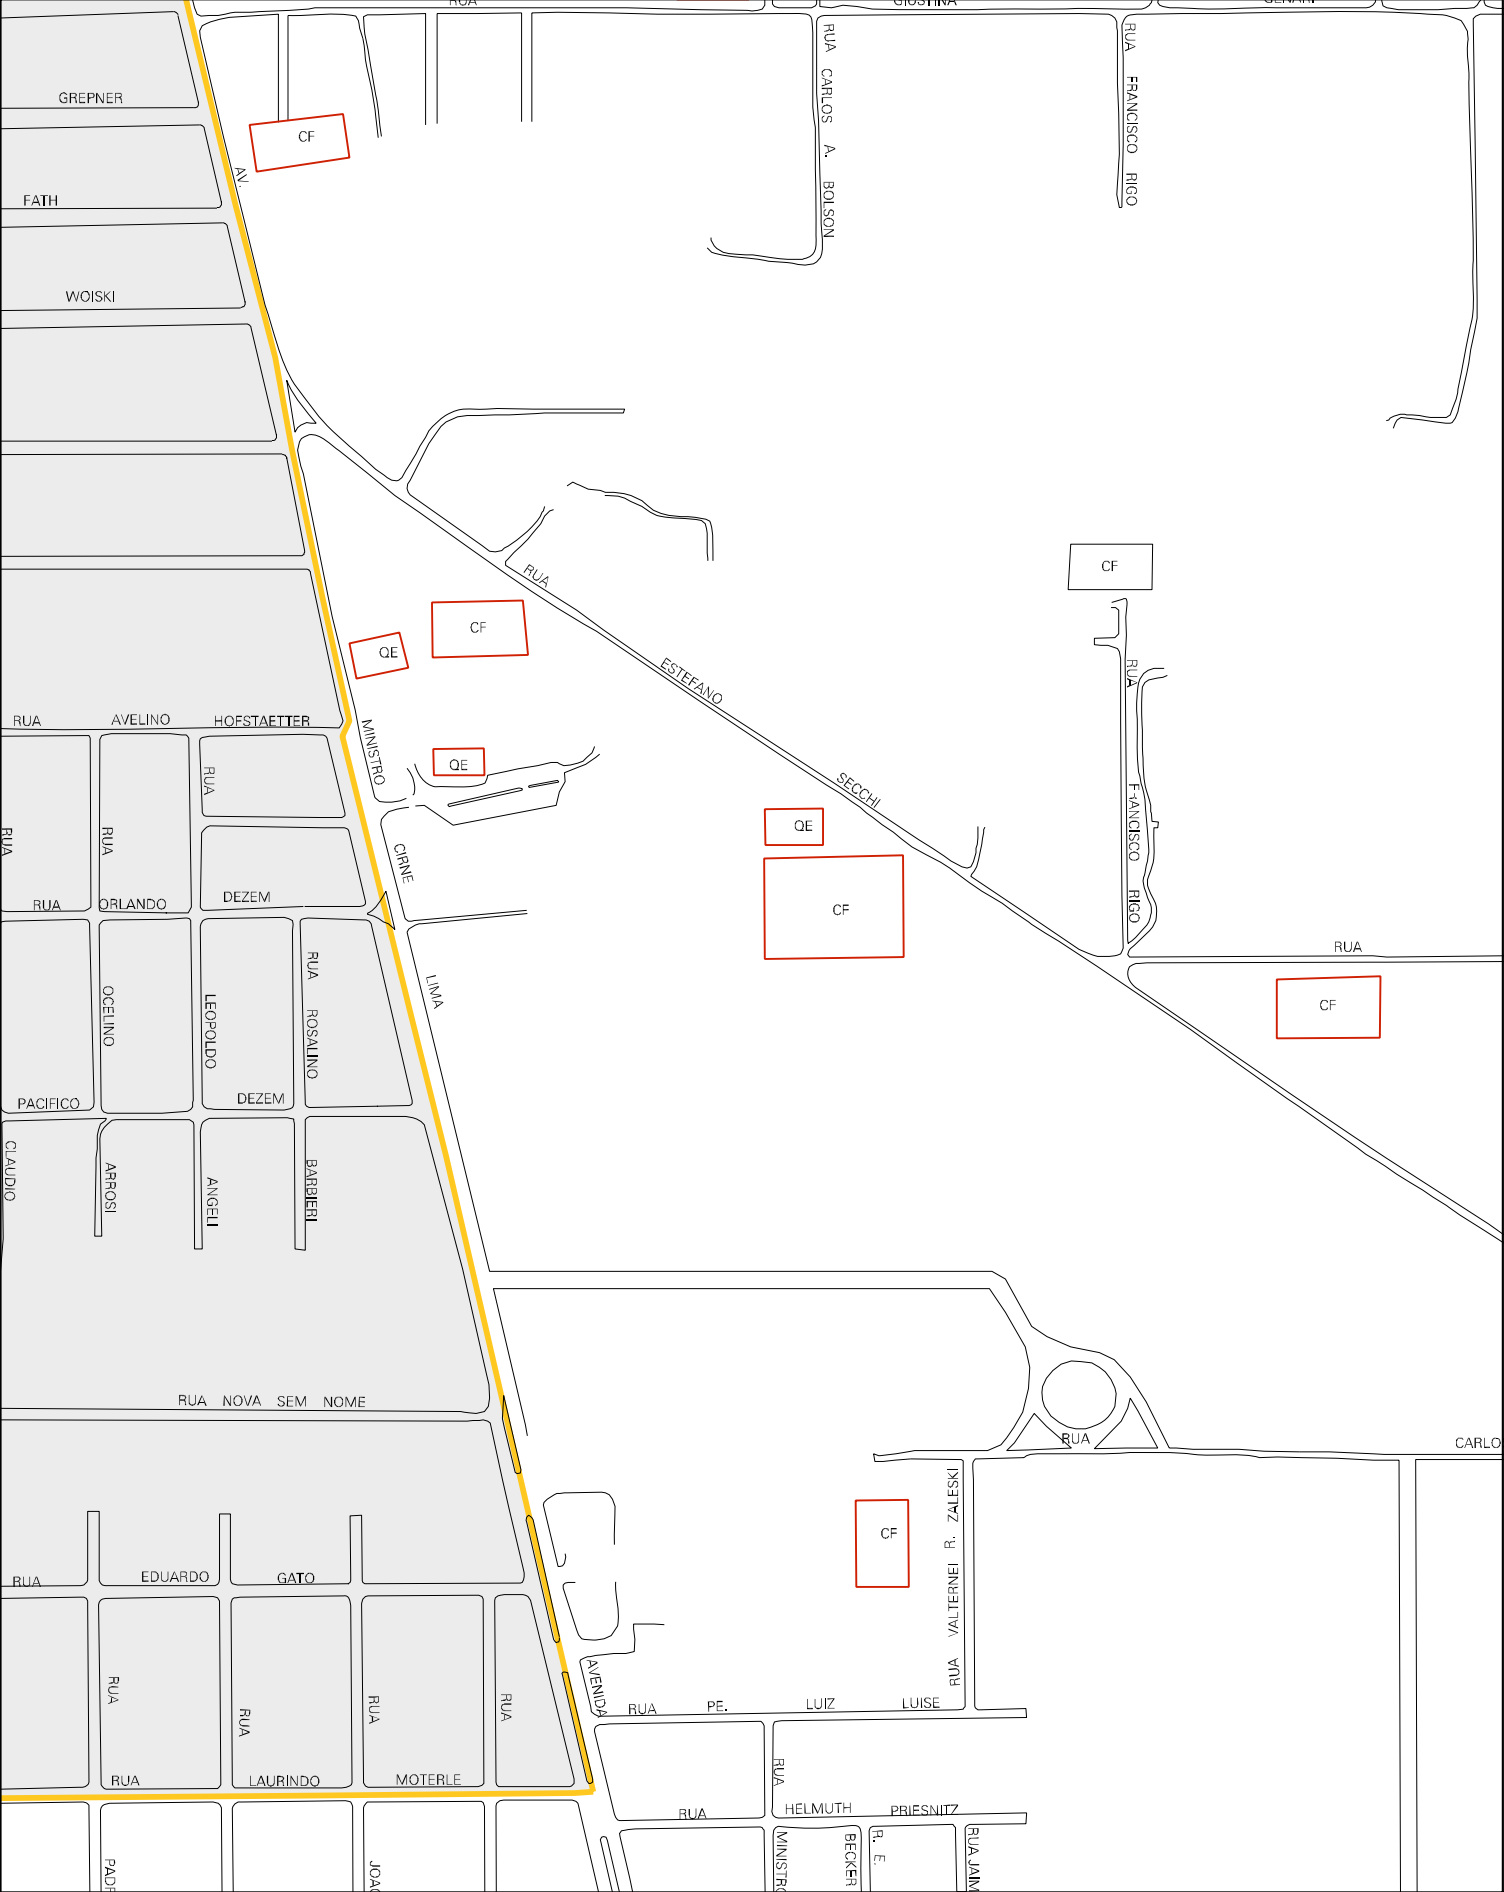 RUA GIUSTINA GENARI
RUA CARLOS A. BOLSON
RUA FRANCISCO RIGO
GREPNER
CF
AV.
FATH
WOISKI
CF
RUA
CF
QE
RUA
ESTEFANO
RUA AVELINO HOFSTAETTER
MINISTRO
QE
RUA
SECCHI
FRANCISCO
QE
RUA
RUA
CIRNE
RUA ORLANDO DEZEM
RIGO
CF
RUA
RUA
LIMA
CF
OCELINO
LEOPOLDO
ROSALINO
PACIFICO DEZEM
CLAUDIO
ARROSI
ANGELI
BARBIERI
RUA NOVA SEM NOME
RUA CARLO
RUA VALTERNEI R. ZALESKI
CF
RUA EDUARDO GATO
AVENIDA
RUA
RUA
RUA
RUA
RUA PE. LUIZ LUISE
RUA
RUA LAURINDO MOTERLE
RUA HELMUTH PRIESNITZ
PADR
JOAO
MINISTRO
BECKER
R. E.
RUA JAIM